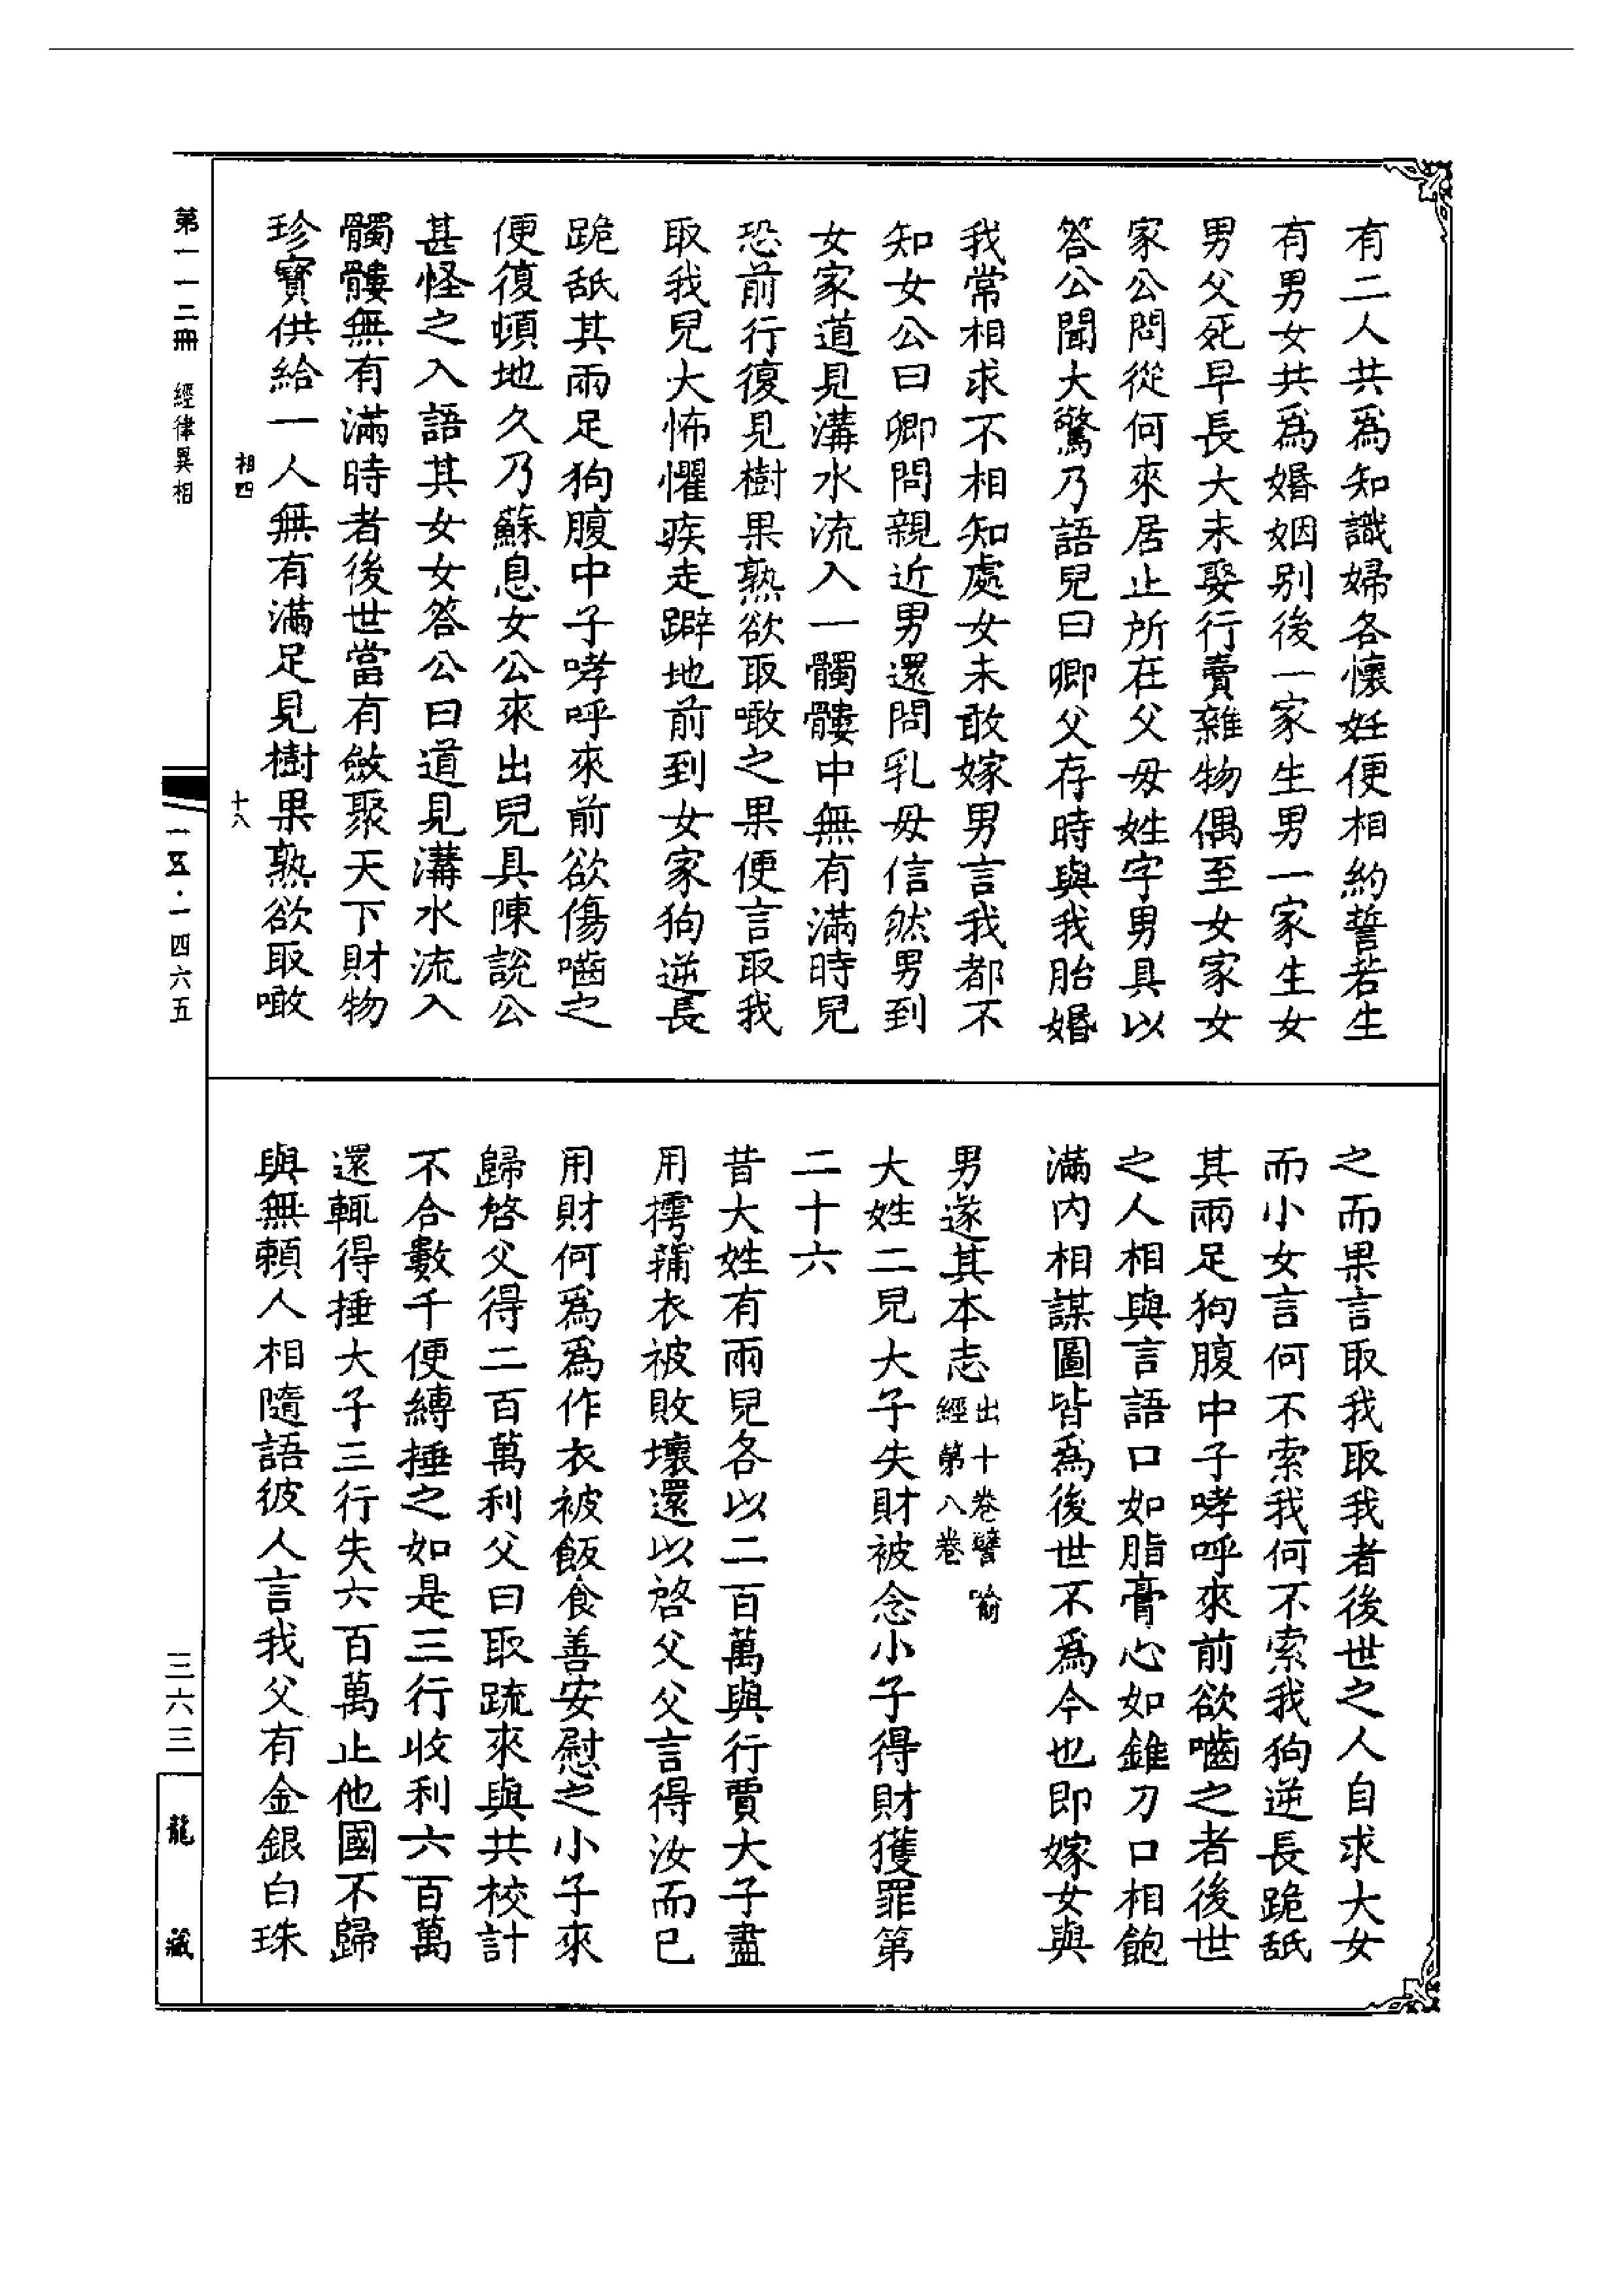 有二人共爲知識婦各懷妊便相約誓若生
有男女共爲婚姻別後一家生男一家生女
男父死早長大未娶行賣雜物偶至女家女
家公問從何來居止所在父母姓字男具以
答公聞大驚乃語兒曰卿父存時與我胎婚
我常相求不相知處女未敢嫁男言我都不
知女公曰卿問親近男還問乳母信然男到
女家道見溝水流入一髑髏中無有滿時兒
恐前行復見樹果熟欲取噉之果便言取我
取我兒大怖懼疾走躃地前到女家狗逆長
跪舐其兩足狗腹中子哮呼來前欲傷嚙之
便復頓地久乃蘇息女公來出兒具陳說公
甚怪之入語其女女答公曰道見溝水流入
髑髏無有滿時者後世當有斂聚天下財物
珍寶供給一人無有滿足見樹果熟欲取噉
相四
十八
第一一二冊 經律異相
一五·一四六五
之而果言取我取我者後世之人自求大女
而小女言何不索我何不索我狗逆長跪舐
其兩足狗腹中子哮呼來前欲嚙之者後世
之人相與言語口如脂膏心如錐刀口相飽
滿內相謀圖皆爲後世不爲今也即嫁女與
男遂其本志出十卷譬喻
經第八卷
大姓二兒大子失財被念小子得財獲罪第
二十六
昔大姓有兩兒各以二百萬與行賈大子盡
用摴蒱衣被敗壞還以啓父父言得汝而已
用財何爲爲作衣被飯食善安慰之小子來
歸啓父得二百萬利父曰取疏來與共校計
不合數千便縛捶之如是三行收利六百萬
還輒得捶大子三行失六百萬止他國不歸
與無賴人相隨語彼人言我父有金銀白珠
三六三
龍藏